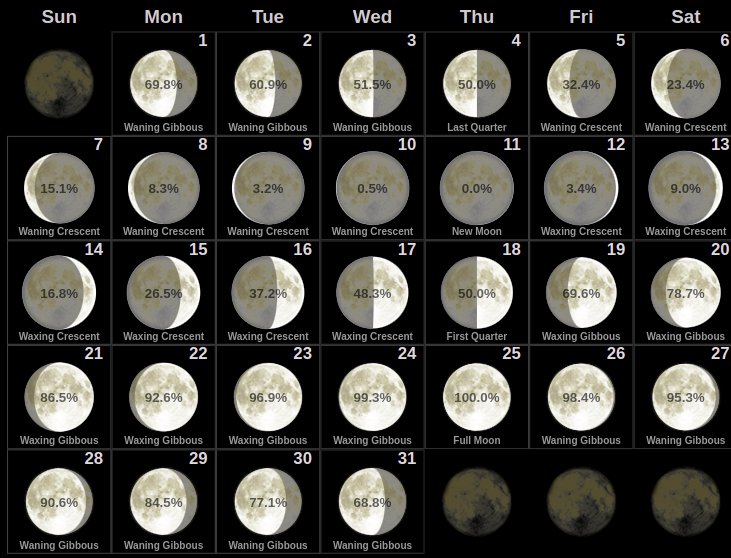 Sun Mon Tue Wed Thu Fri Sat
1 2 3 4 5 6
69.8% 60.9% 51.5% 50.0% 32.4% 23.4%
Waning Gibbous Waning Gibbous Waning Gibbous Last Quarter Waning Crescent Waning Crescent
7 8 9 10 11 12 13
15.1% 8.3% 3.2% 0.5% 0.0% 3.4% 9.0%
Waning Crescent Waning Crescent Waning Crescent Waning Crescent New Moon Waxing Crescent Waxing Crescent
14 15 16 17 18 19 20
16.8% 26.5% 37.2% 48.3% 50.0% 69.6% 78.7%
Waxing Crescent Waxing Crescent Waxing Crescent Waxing Crescent First Quarter Waxing Gibbous Waxing Gibbous
21 22 23 24 25 26 27
86.5% 92.6% 96.9% 99.3% 100.0% 98.4% 95.3%
Waxing Gibbous Waxing Gibbous Waxing Gibbous Waxing Gibbous Full Moon Waning Gibbous Waning Gibbous
28 29 30 31
90.6% 84.5% 77.1% 68.8%
Waning Gibbous Waning Gibbous Waning Gibbous Waning Gibbous